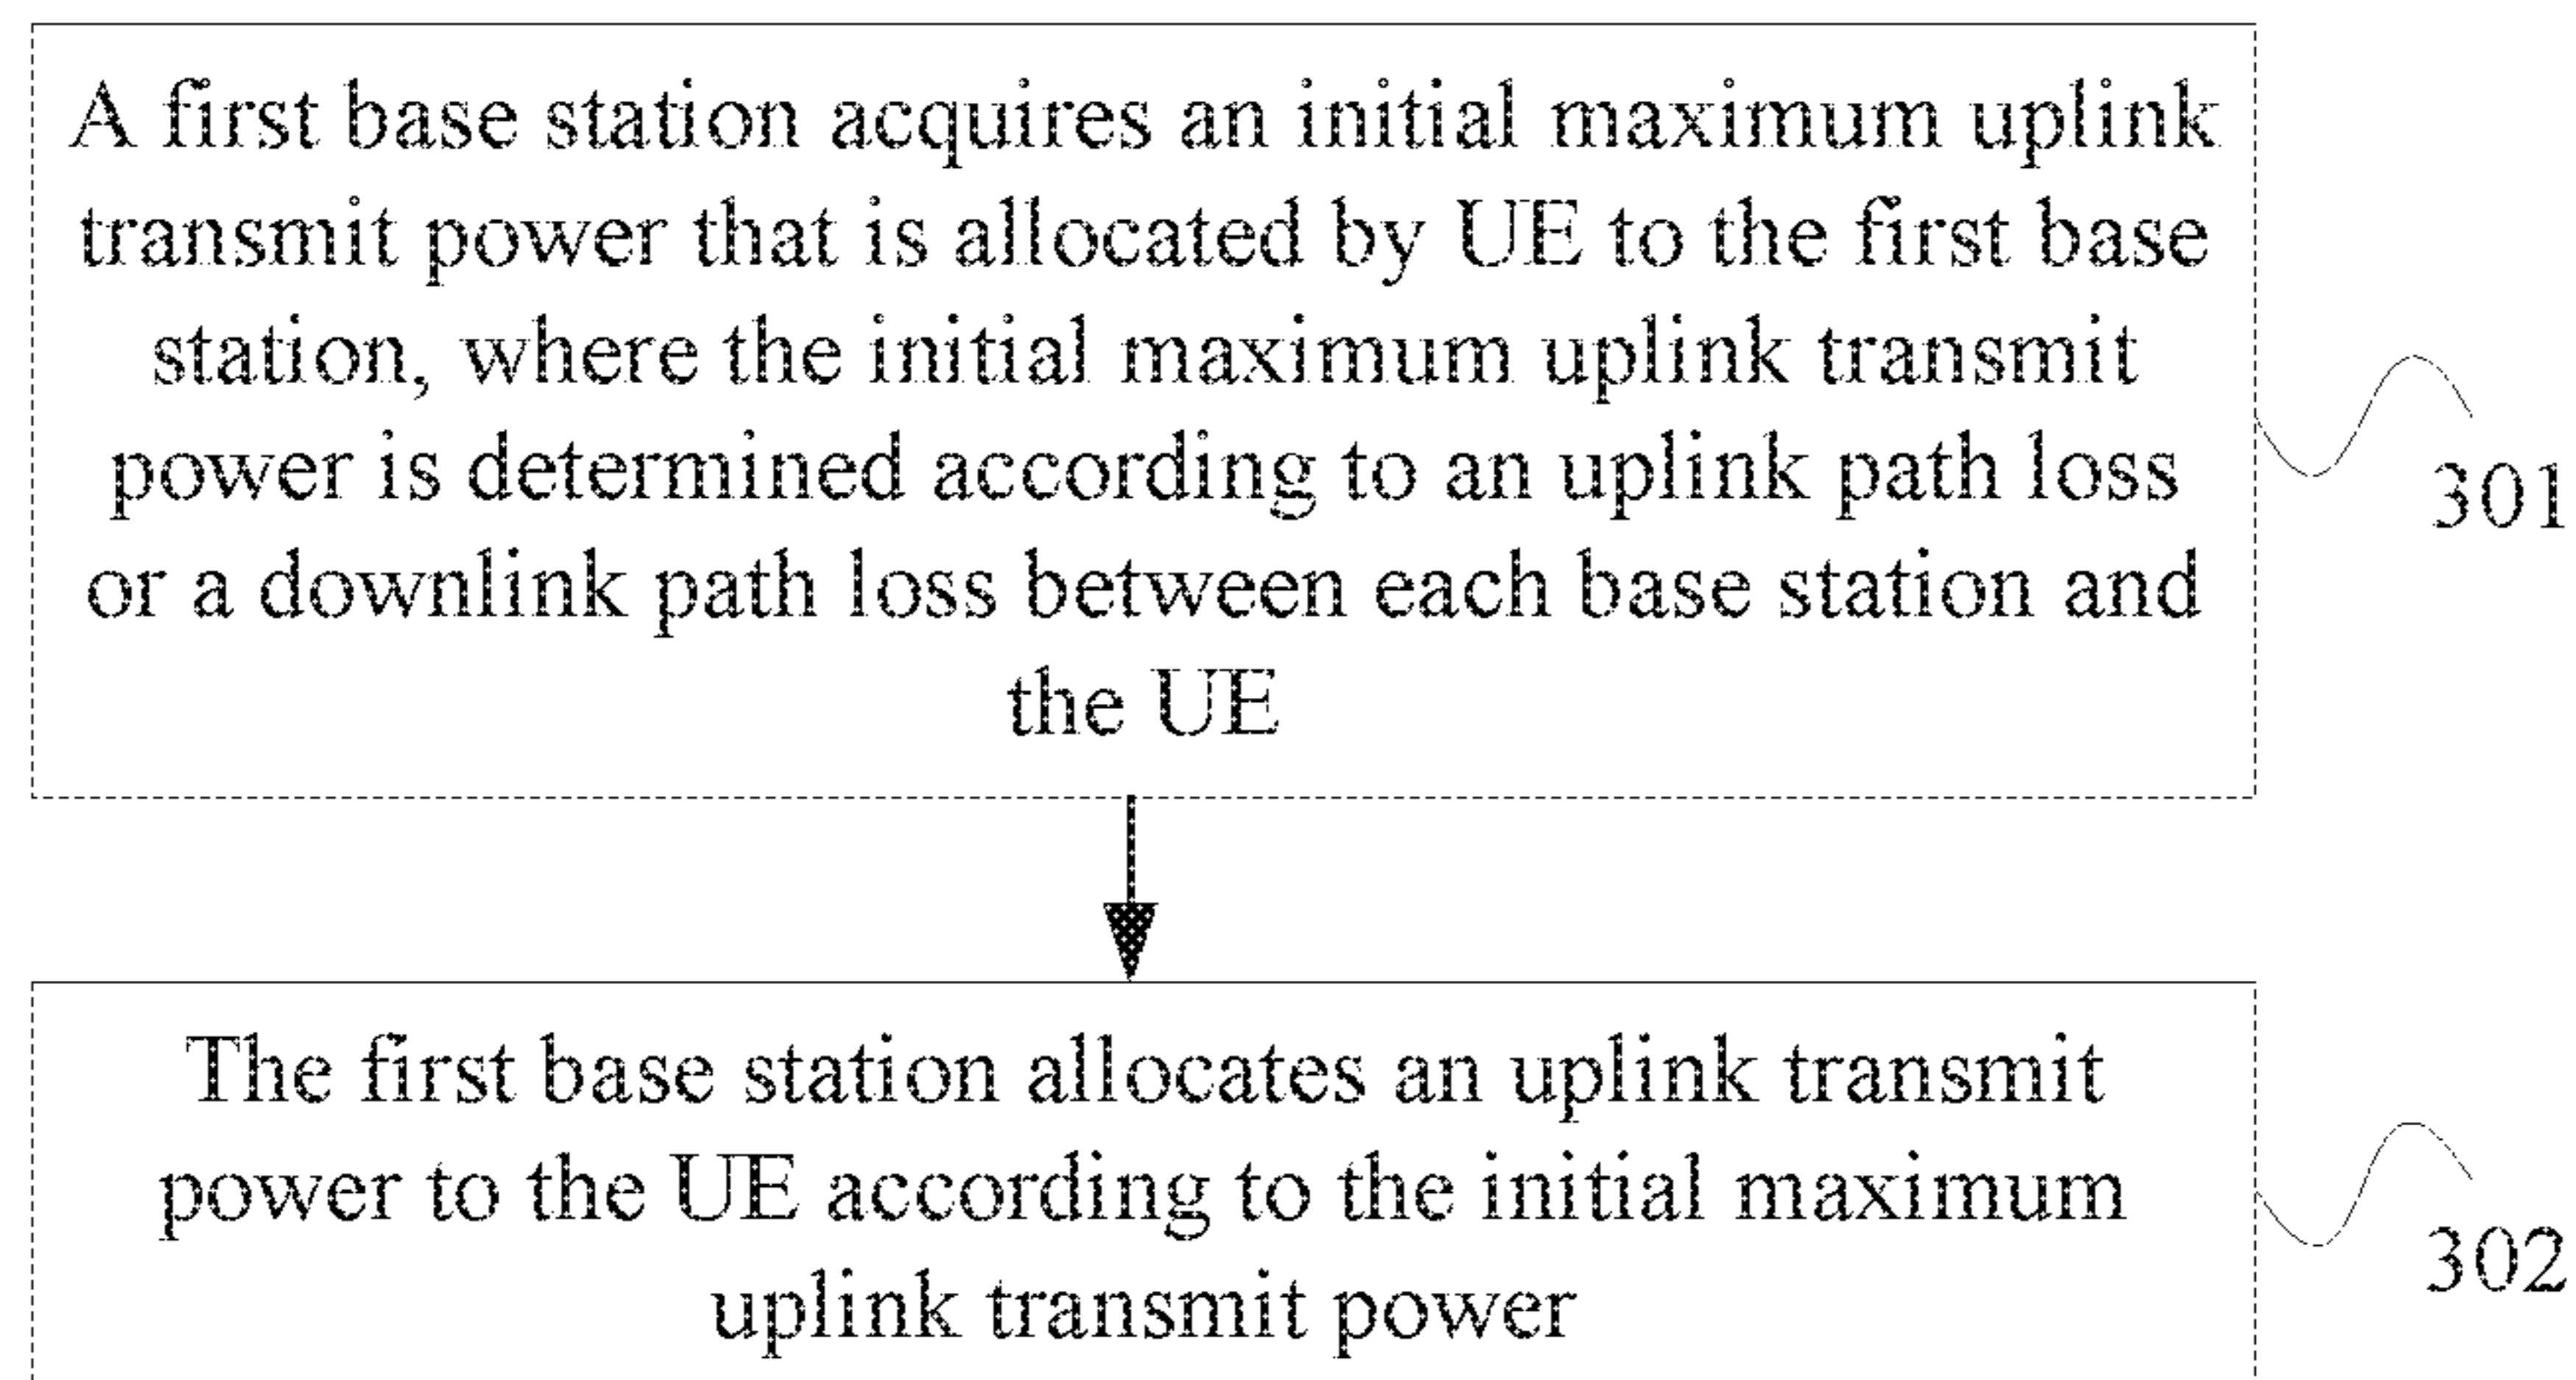 A first base station acquires an initial maximum uplink
transmit power that is allocated by UE to the first base
station, where the initial maximum uplink transmit
power is determined according to an uplink path loss
or a downlink path loss between each base station and
the UE
301
The first base station allocates an uplink transmit
power to the UE according to the initial maximum
uplink transmit power
302